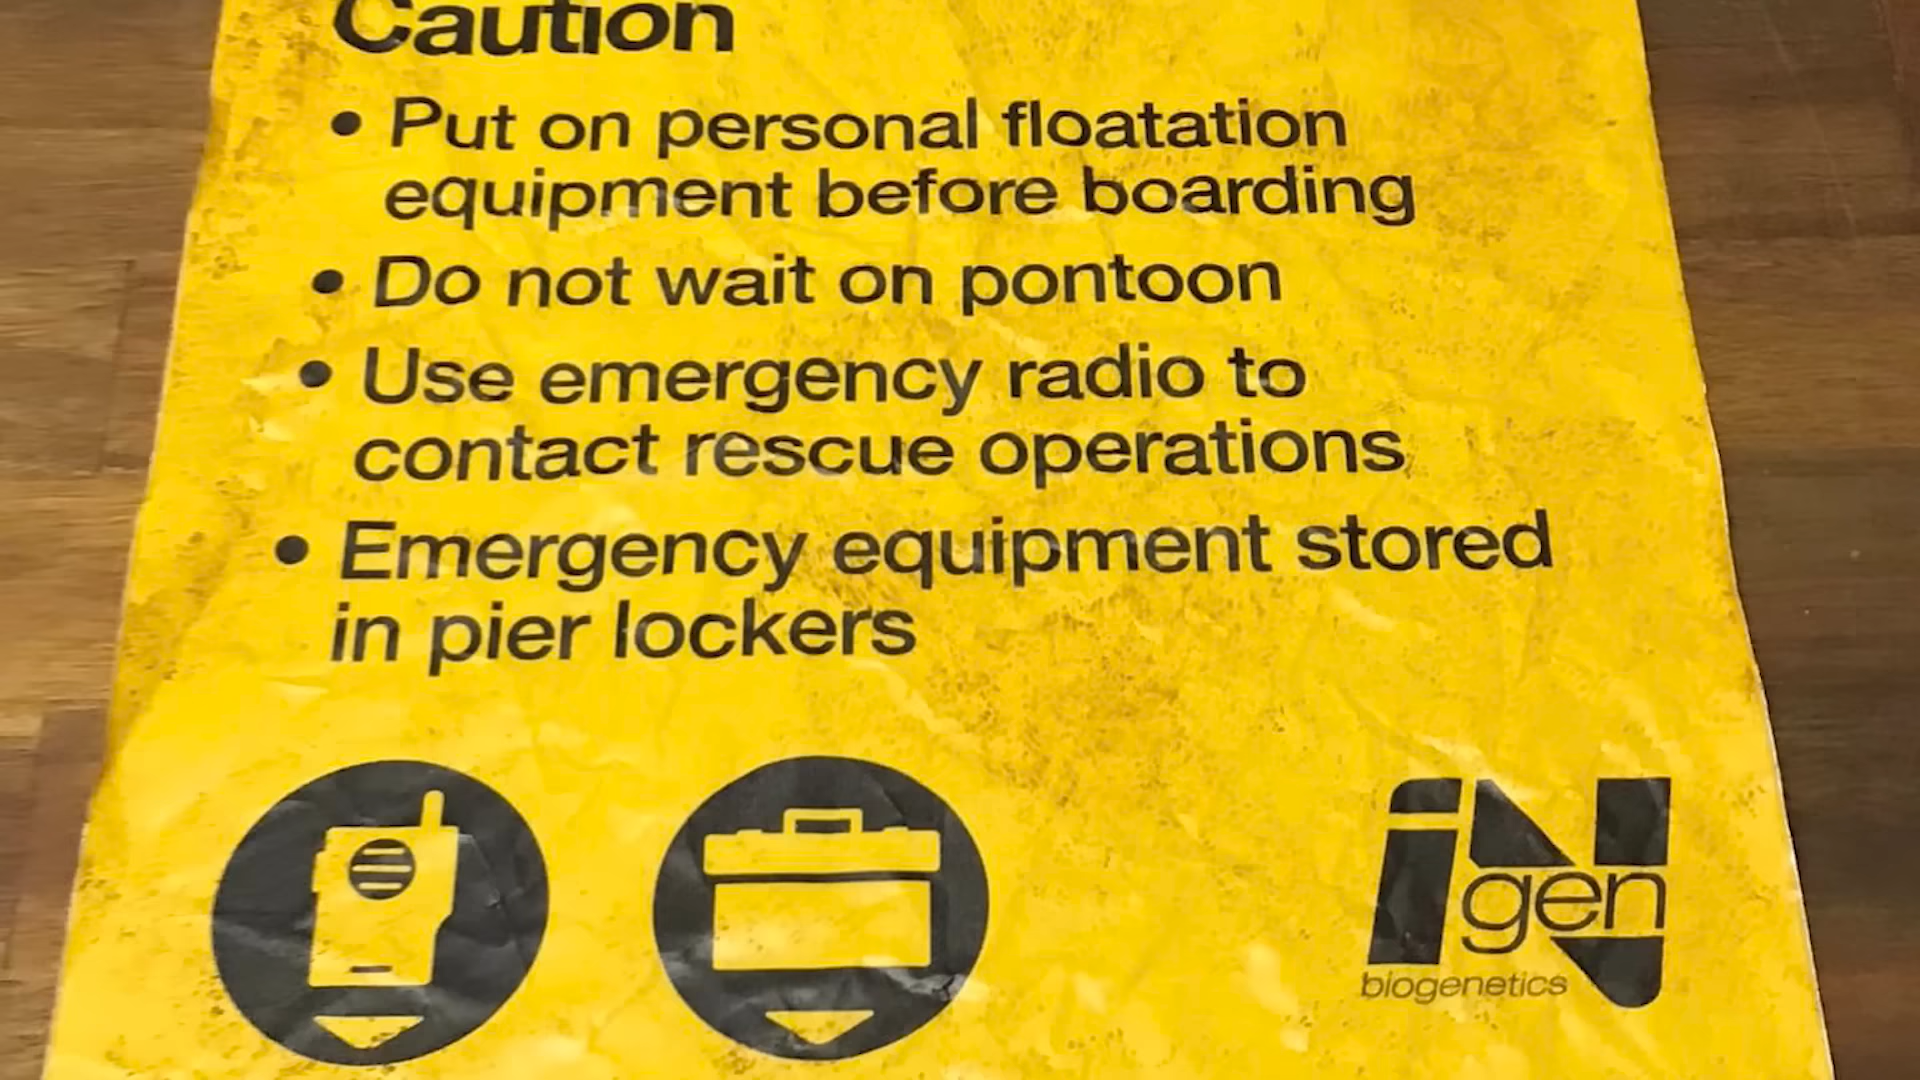 Caution
• Put on personal floatation
equipment before boarding
• Do not wait on pontoon
• Use emergency radio to
contact rescue operations
• Emergency equipment stored
in pier lockers
iNgen
biogenetics